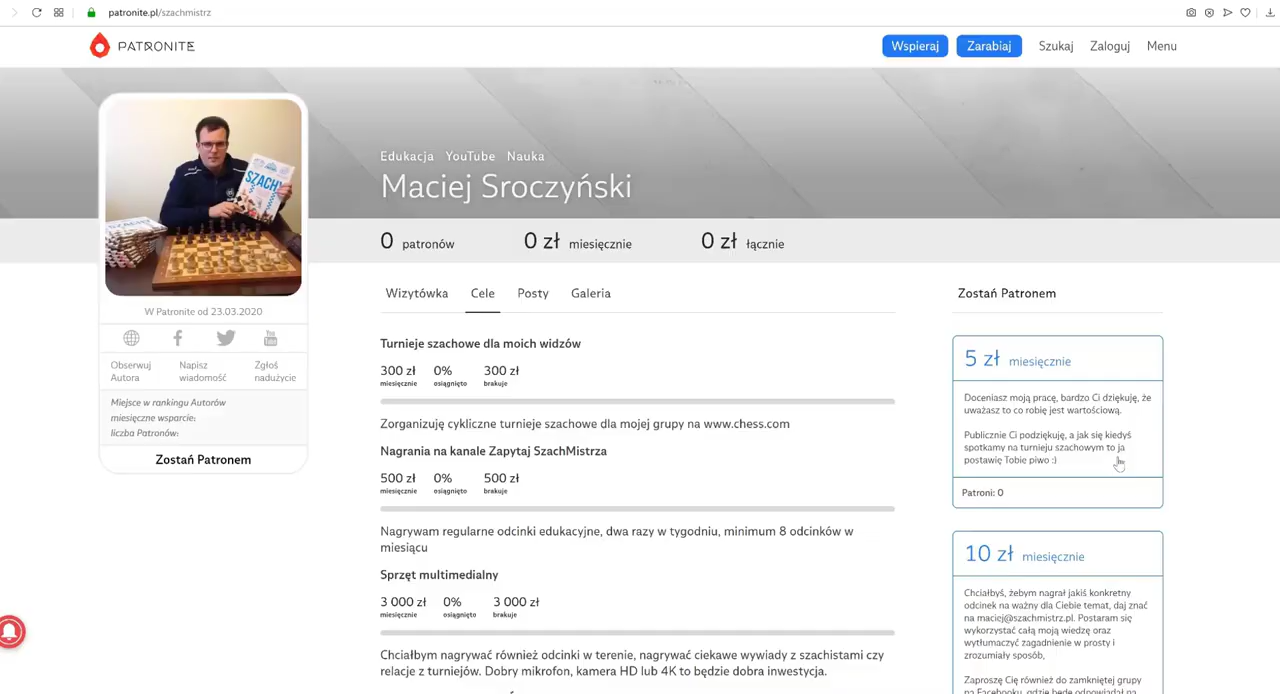 patronite.pl/szachmistrz
PATRONITE
Wspieraj Zarabiaj Szukaj Zaloguj Menu
SZACHY
Edukacja YouTube Nauka
Maciej Sroczyński
0 patronów 0 zł miesięcznie 0 zł łącznie
W Patronite od 23.03.2020
You Tube
Obserwuj Autora
Napisz wiadomość
Zgłoś nadużycie
Miejsce w rankingu Autorów
miesięczne wsparcie:
liczba Patronów:
Zostań Patronem
Wizytówka Cele Posty Galeria
Turnieje szachowe dla moich widzów
300 zł 0% 300 zł
miesięcznie osiągnięto brakuje
Zorganizuję cykliczne turnieje szachowe dla mojej grupy na www.chess.com
Nagrania na kanale Zapytaj SzachMistrza
500 zł 0% 500 zł
miesięcznie osiągnięto brakuje
Nagrywam regularne odcinki edukacyjne, dwa razy w tygodniu, minimum 8 odcinków w
miesiącu
Sprzęt multimedialny
3 000 zł 0% 3 000 zł
miesięcznie osiągnięto brakuje
Chciałbym nagrywać również odcinki w terenie, nagrywać ciekawe wywiady z szachistami czy
relacje z turniejów. Dobry mikrofon, kamera HD lub 4K to będzie dobra inwestycja.
Zostań Patronem
5 zł miesięcznie
Doceniasz moją pracę, bardzo Ci dziękuję, że
uważasz to co robię jest wartościową.
Publicznie Ci podziękuję, a jak się kiedyś
spotkamy na turnieju szachowym to ja
postawię Tobie piwo :)
Patroni: 0
10 zł miesięcznie
Chciałbyś, żebym nagrał jakiś konkretny
odcinek na ważny dla Ciebie temat, daj znać
na maciej@szachmistrz.pl. Postaram się
wykorzystać całą moją wiedzę oraz
wytłumaczyć zagadnienie w prosty i
zrozumiały sposób,
Zaproszę Cię również do zamkniętej grupy
na Facebooku, gdzie będę odpowiadał na